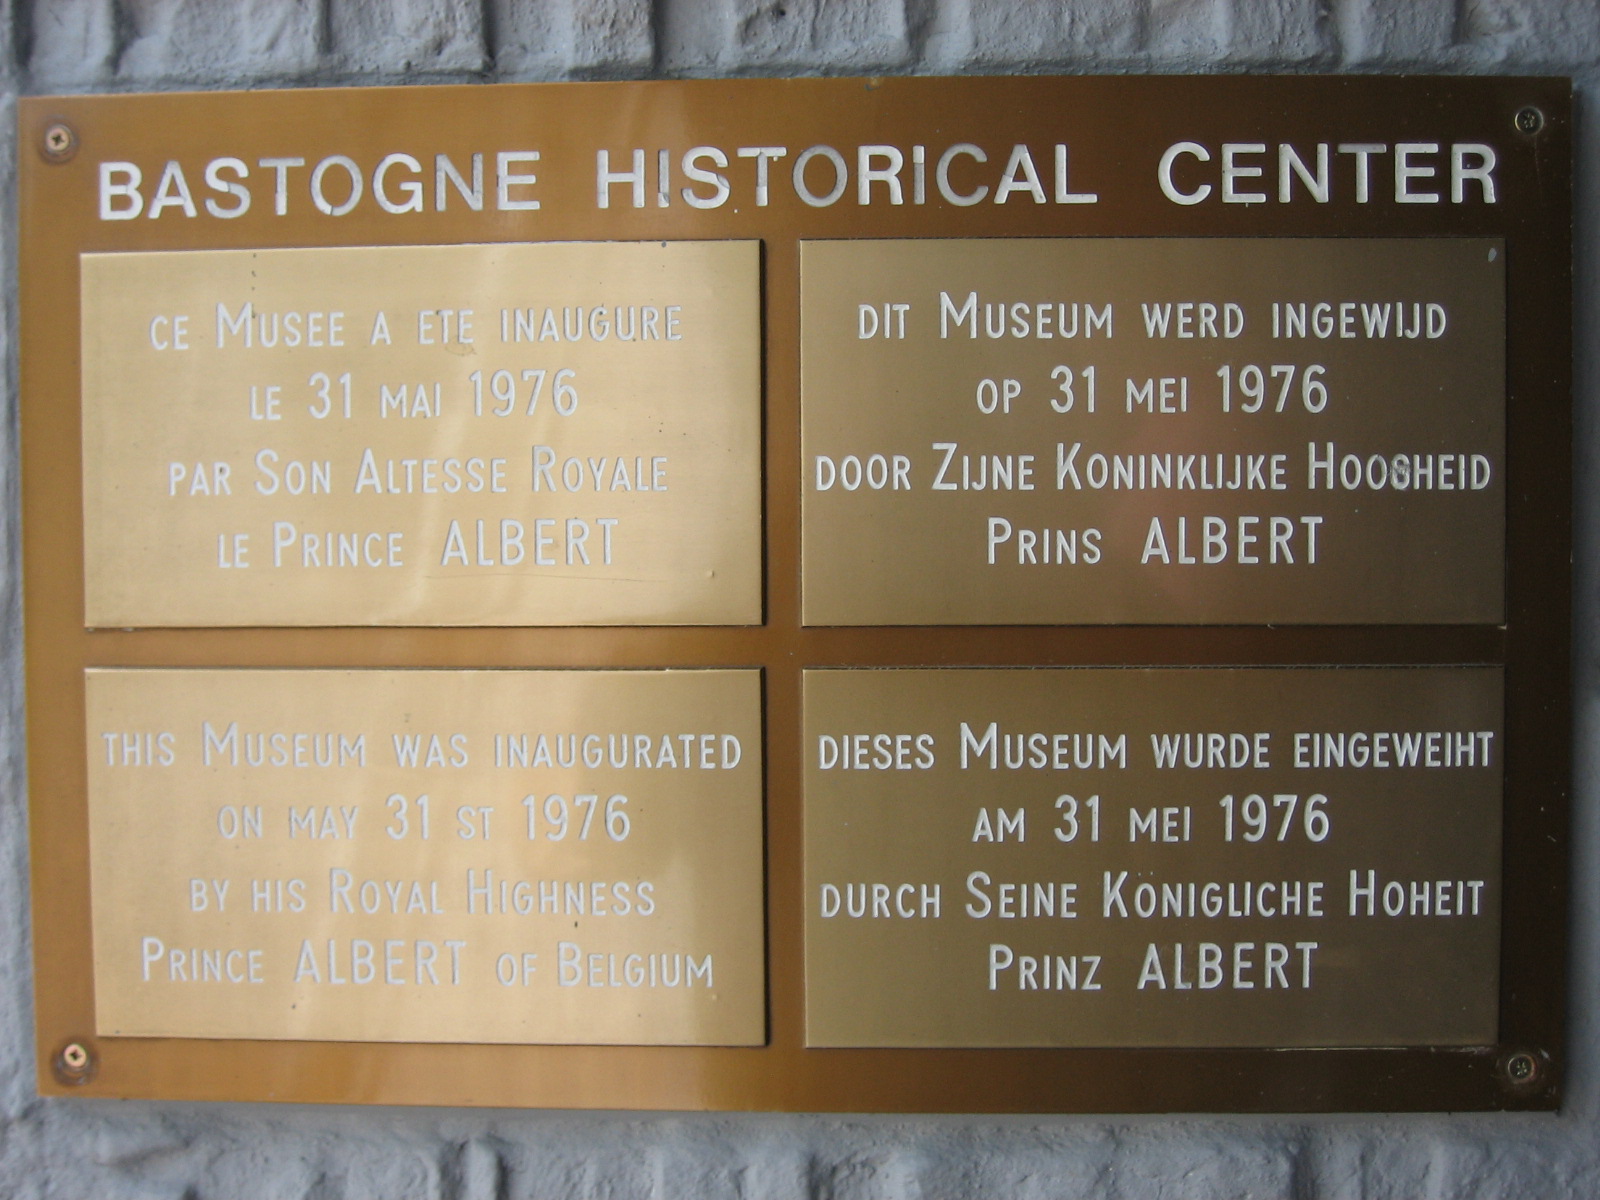 BASTOGNE HISTORICAL CENTER
CE MUSEE A ETE INAUGURE
LE 31 MAI 1976
PAR SON ALTESSE ROYALE
LE PRINCE ALBERT
DIT MUSEUM WERD INGEWIJD
OP 31 MEI 1976
DOOR ZIJNE KONINKLIJKE HOOGHEID
PRINS ALBERT
THIS MUSEUM WAS INAUGURATED
ON MAY 31 ST 1976
BY HIS ROYAL HIGHNESS
PRINCE ALBERT OF BELGIUM
DIESES MUSEUM WURDE EINGEWEIHT
AM 31 MEI 1976
DURCH SEINE KÖNIGLICHE HOHEIT
PRINZ ALBERT